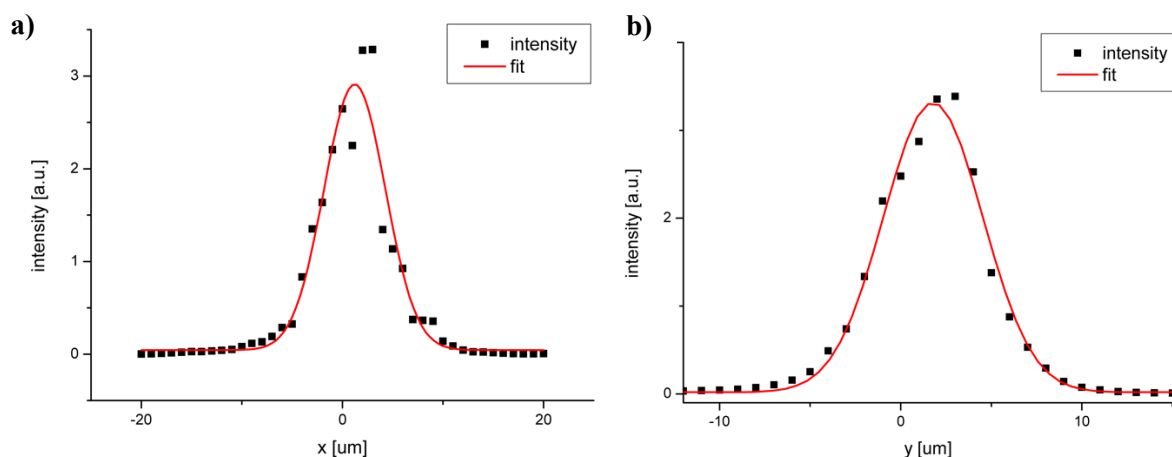 a)
intensity
fit
3
2
1
0
intensity [a.u.]
-20
0
20
x [um]
b)
intensity
fit
2
0
intensity [a.u.]
-10
0
10
y [um]